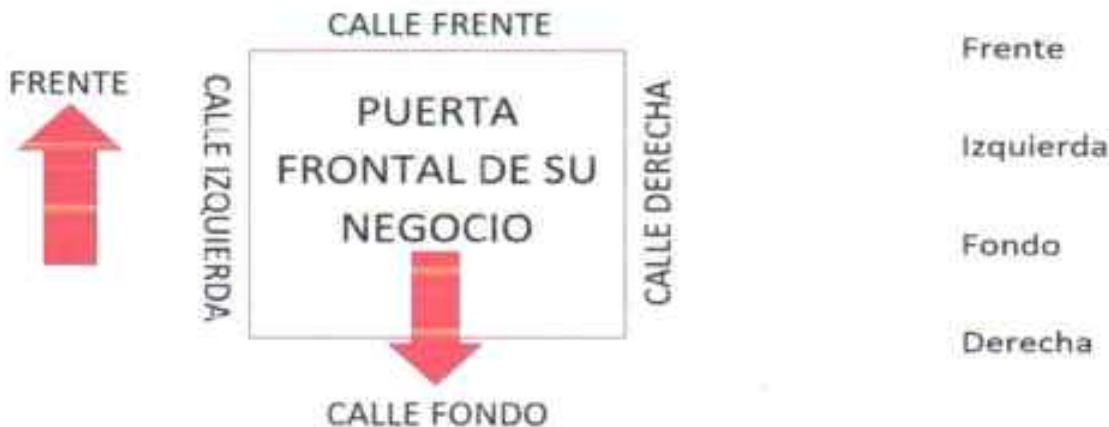 CALLE FRENTE
FRENTE
CALLE IZQUIERDA
PUERTA
FRONTAL DE SU
NEGOCIO
CALLE DERECHA
CALLE FONDO
Frente
Izquierda
Fondo
Derecha